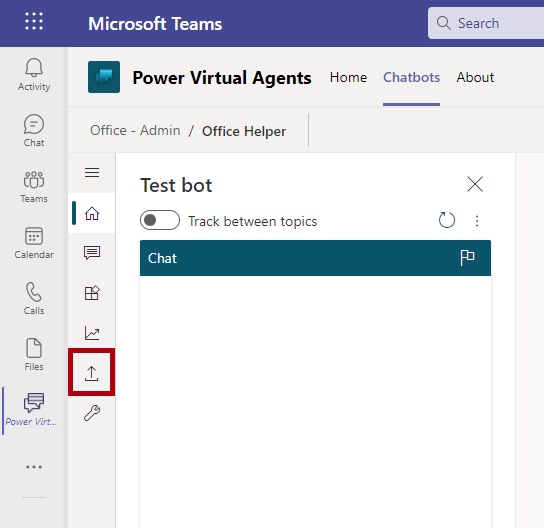 Microsoft Teams
Search
Activity
Chat
Teams
Calendar
Calls
Files
Power Virt...
Power Virtual Agents
Home
Chatbots
About
Office - Admin / Office Helper
Test bot
Track between topics
Chat